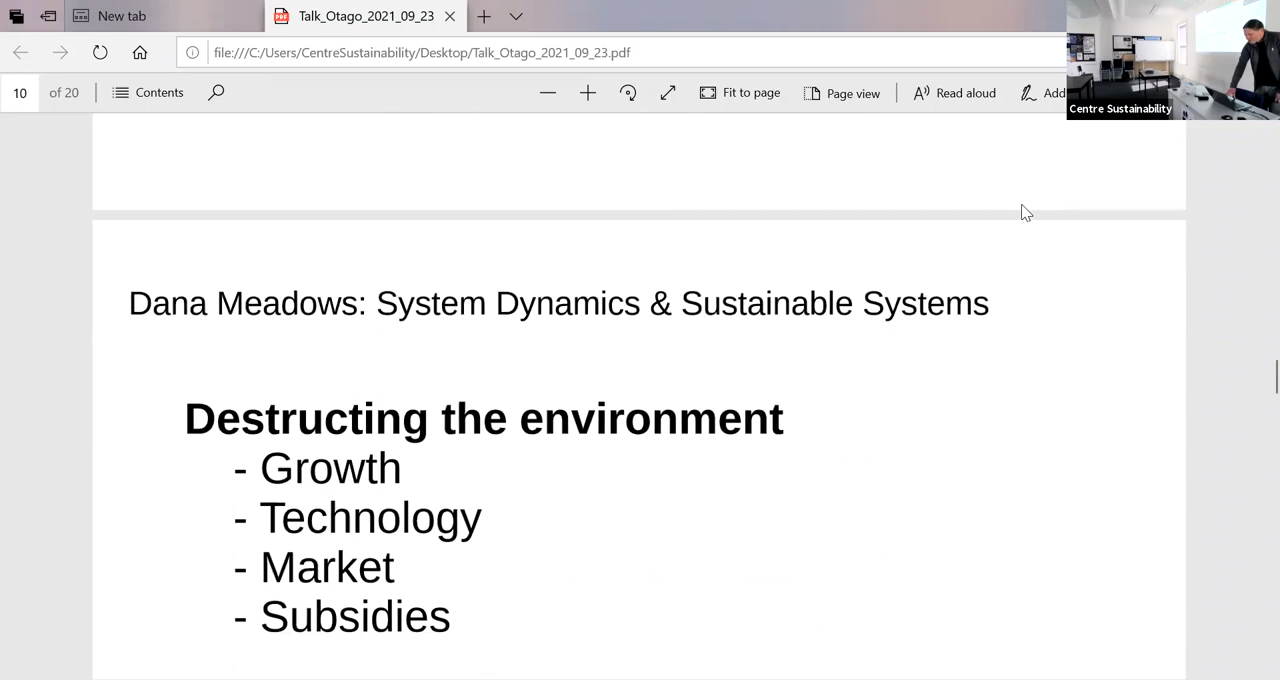 New tab
Talk_Otago_2021_09_23
file:///C:/Users/CentreSustainability/Desktop/Talk_Otago_2021_09_23.pdf
10 of 20 Contents Fit to page Page view Read aloud Add
Centre Sustainability
Dana Meadows: System Dynamics & Sustainable Systems
Destructing the environment
- Growth
- Technology
- Market
- Subsidies